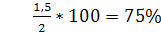 1,5/2 * 100 = 75%